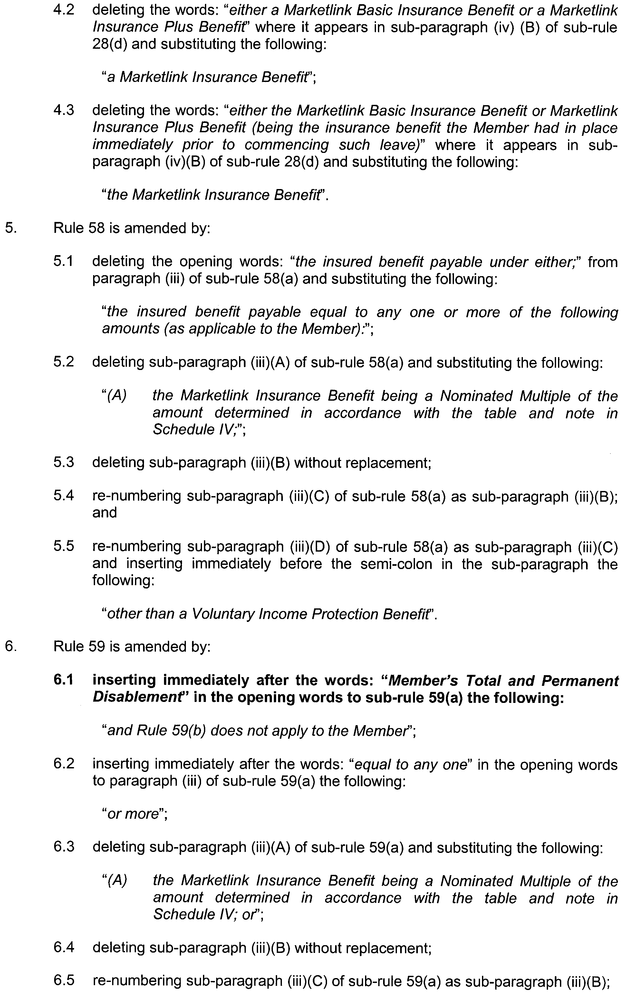 4.2 deleting the words: “either a Marketlink Basic Insurance Benefit or a Marketlink
Insurance Plus Benefit” where it appears in sub-paragraph (iv) (B) of sub-rule
28(d) and substituting the following:
“a Marketlink Insurance Benefit”;
4.3 deleting the words: “either the Marketlink Basic Insurance Benefit or Marketlink
Insurance Plus Benefit (being the insurance benefit the Member had in place
immediately prior to commencing such leave)” where it appears in sub-
paragraph (iv)(B) of sub-rule 28(d) and substituting the following:
“the Marketlink Insurance Benefit”.
5. Rule 58 is amended by:
5.1 deleting the opening words: “the insured benefit payable under either;” from
paragraph (iii) of sub-rule 58(a) and substituting the following:
“the insured benefit payable equal to any one or more of the following
amounts (as applicable to the Member):”;
5.2 deleting sub-paragraph (iii)(A) of sub-rule 58(a) and substituting the following:
“(A) the Marketlink Insurance Benefit being a Nominated Multiple of the
amount determined in accordance with the table and note in
Schedule IV;”;
5.3 deleting sub-paragraph (iii)(B) without replacement;
5.4 re-numbering sub-paragraph (iii)(C) of sub-rule 58(a) as sub-paragraph (iii)(B);
and
5.5 re-numbering sub-paragraph (iii)(D) of sub-rule 58(a) as sub-paragraph (iii)(C)
and inserting immediately before the semi-colon in the sub-paragraph the
following:
“other than a Voluntary Income Protection Benefit”.
6. Rule 59 is amended by:
6.1 inserting immediately after the words: “Member’s Total and Permanent
Disablement” in the opening words to sub-rule 59(a) the following:
“and Rule 59(b) does not apply to the Member”;
6.2 inserting immediately after the words: “equal to any one” in the opening words
to paragraph (iii) of sub-rule 59(a) the following:
“or more”;
6.3 deleting sub-paragraph (iii)(A) of sub-rule 59(a) and substituting the following:
“(A) the Marketlink Insurance Benefit being a Nominated Multiple of the
amount determined in accordance with the table and note in
Schedule IV; or”;
6.4 deleting sub-paragraph (iii)(B) without replacement;
6.5 re-numbering sub-paragraph (iii)(C) of sub-rule 59(a) as sub-paragraph (iii)(B);